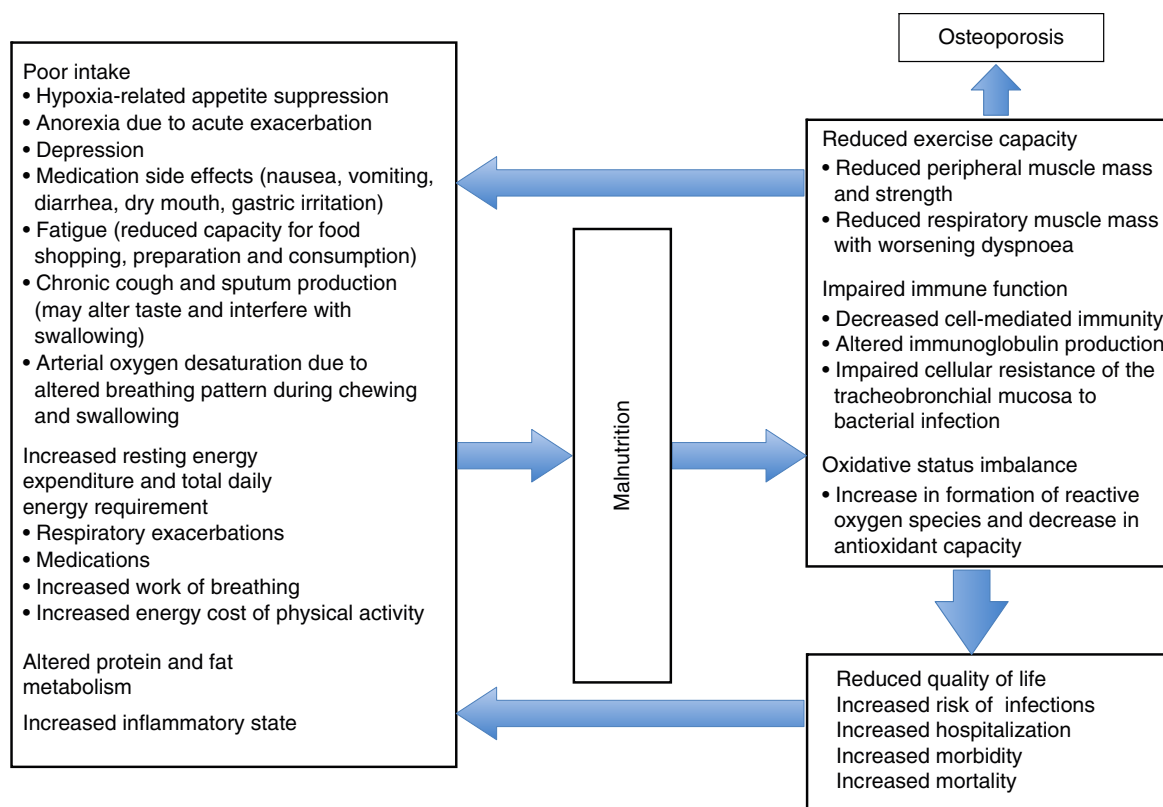 Poor intake
• Hypoxia-related appetite suppression
• Anorexia due to acute exacerbation
• Depression
• Medication side effects (nausea, vomiting,
diarrhea, dry mouth, gastric irritation)
• Fatigue (reduced capacity for food
shopping, preparation and consumption)
• Chronic cough and sputum production
(may alter taste and interfere with
swallowing)
• Arterial oxygen desaturation due to
altered breathing pattern during chewing
and swallowing
Increased resting energy
expenditure and total daily
energy requirement
• Respiratory exacerbations
• Medications
• Increased work of breathing
• Increased energy cost of physical activity
Altered protein and fat
metabolism
Increased inflammatory state
Malnutrition
Osteoporosis
Reduced exercise capacity
• Reduced peripheral muscle mass
and strength
• Reduced respiratory muscle mass
with worsening dyspnoea
Impaired immune function
• Decreased cell-mediated immunity
• Altered immunoglobulin production
• Impaired cellular resistance of the
tracheobronchial mucosa to
bacterial infection
Oxidative status imbalance
• Increase in formation of reactive
oxygen species and decrease in
antioxidant capacity
Reduced quality of life
Increased risk of infections
Increased hospitalization
Increased morbidity
Increased mortality